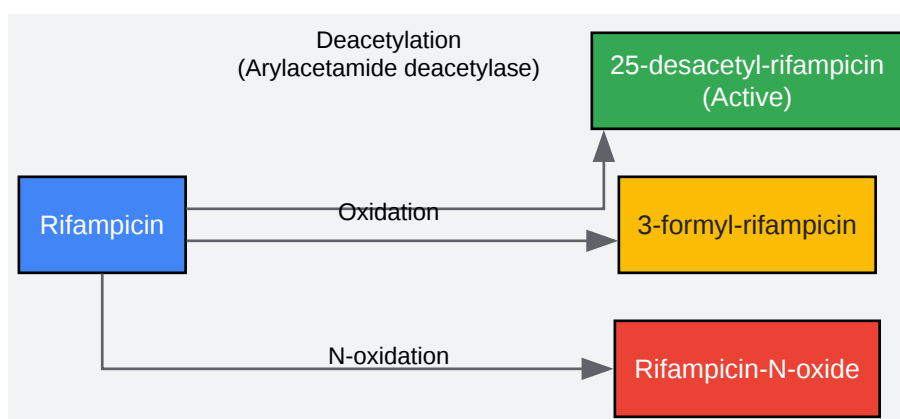 Deacetylation
(Arylacetamide deacetylase)
25-desacetyl-rifampicin
(Active)
Rifampicin
Oxidation
3-formyl-rifampicin
N-oxidation
Rifampicin-N-oxide